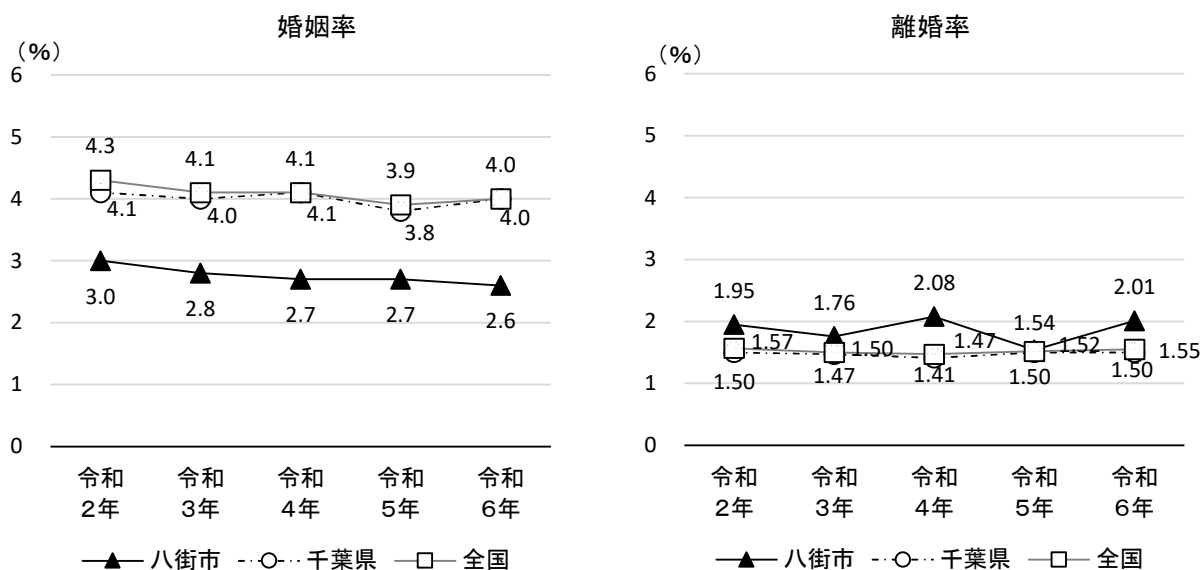 婚姻率
（％）
6
5
4
3
2
1
0
4.3
4.1
4.1
3.9
4.0
4.1
4.0
4.1
3.8
4.0
3.0
2.8
2.7
2.7
2.6
令和
２年
令和
３年
令和
４年
令和
５年
令和
６年
八街市
千葉県
全国
離婚率
（％）
6
5
4
3
2
1
0
1.95
1.76
2.08
1.54
2.01
1.57
1.50
1.47
1.52
1.55
1.50
1.47
1.41
1.50
1.50
令和
２年
令和
３年
令和
４年
令和
５年
令和
６年
八街市
千葉県
全国